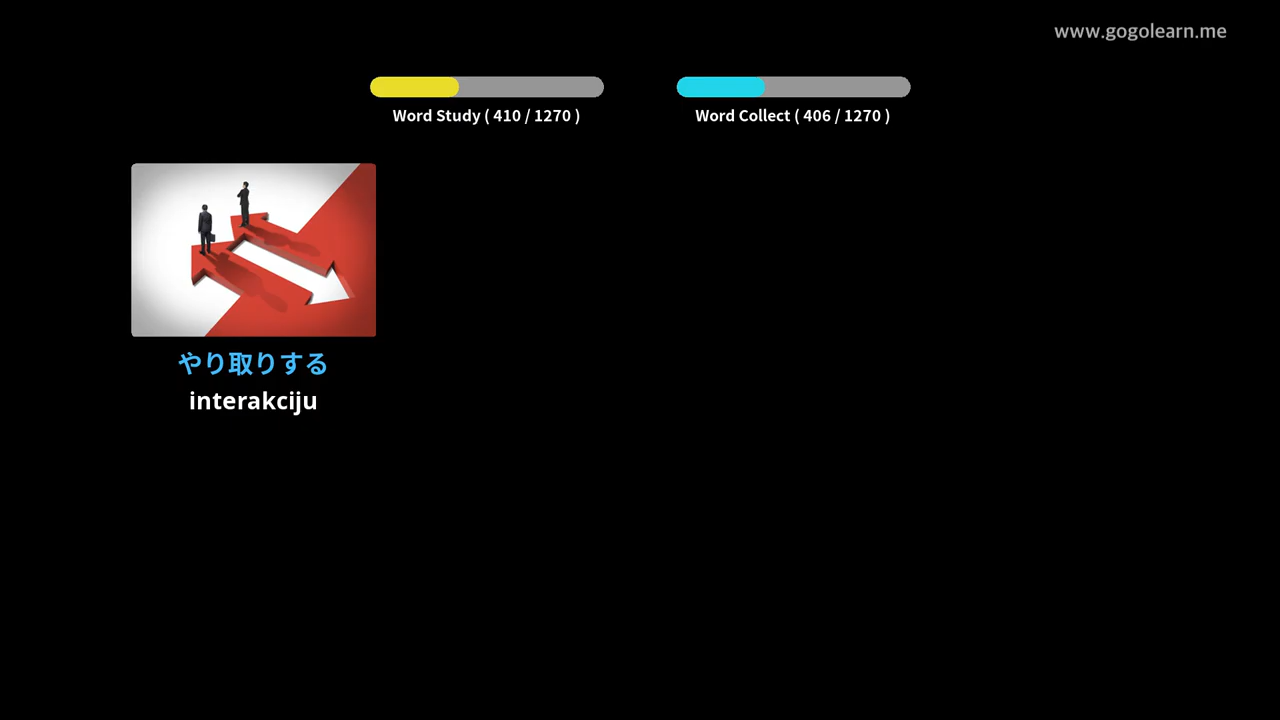 www.gogolearn.me
Word Study ( 410 / 1270 )
Word Collect ( 406 / 1270 )
やり取りする
interakciju